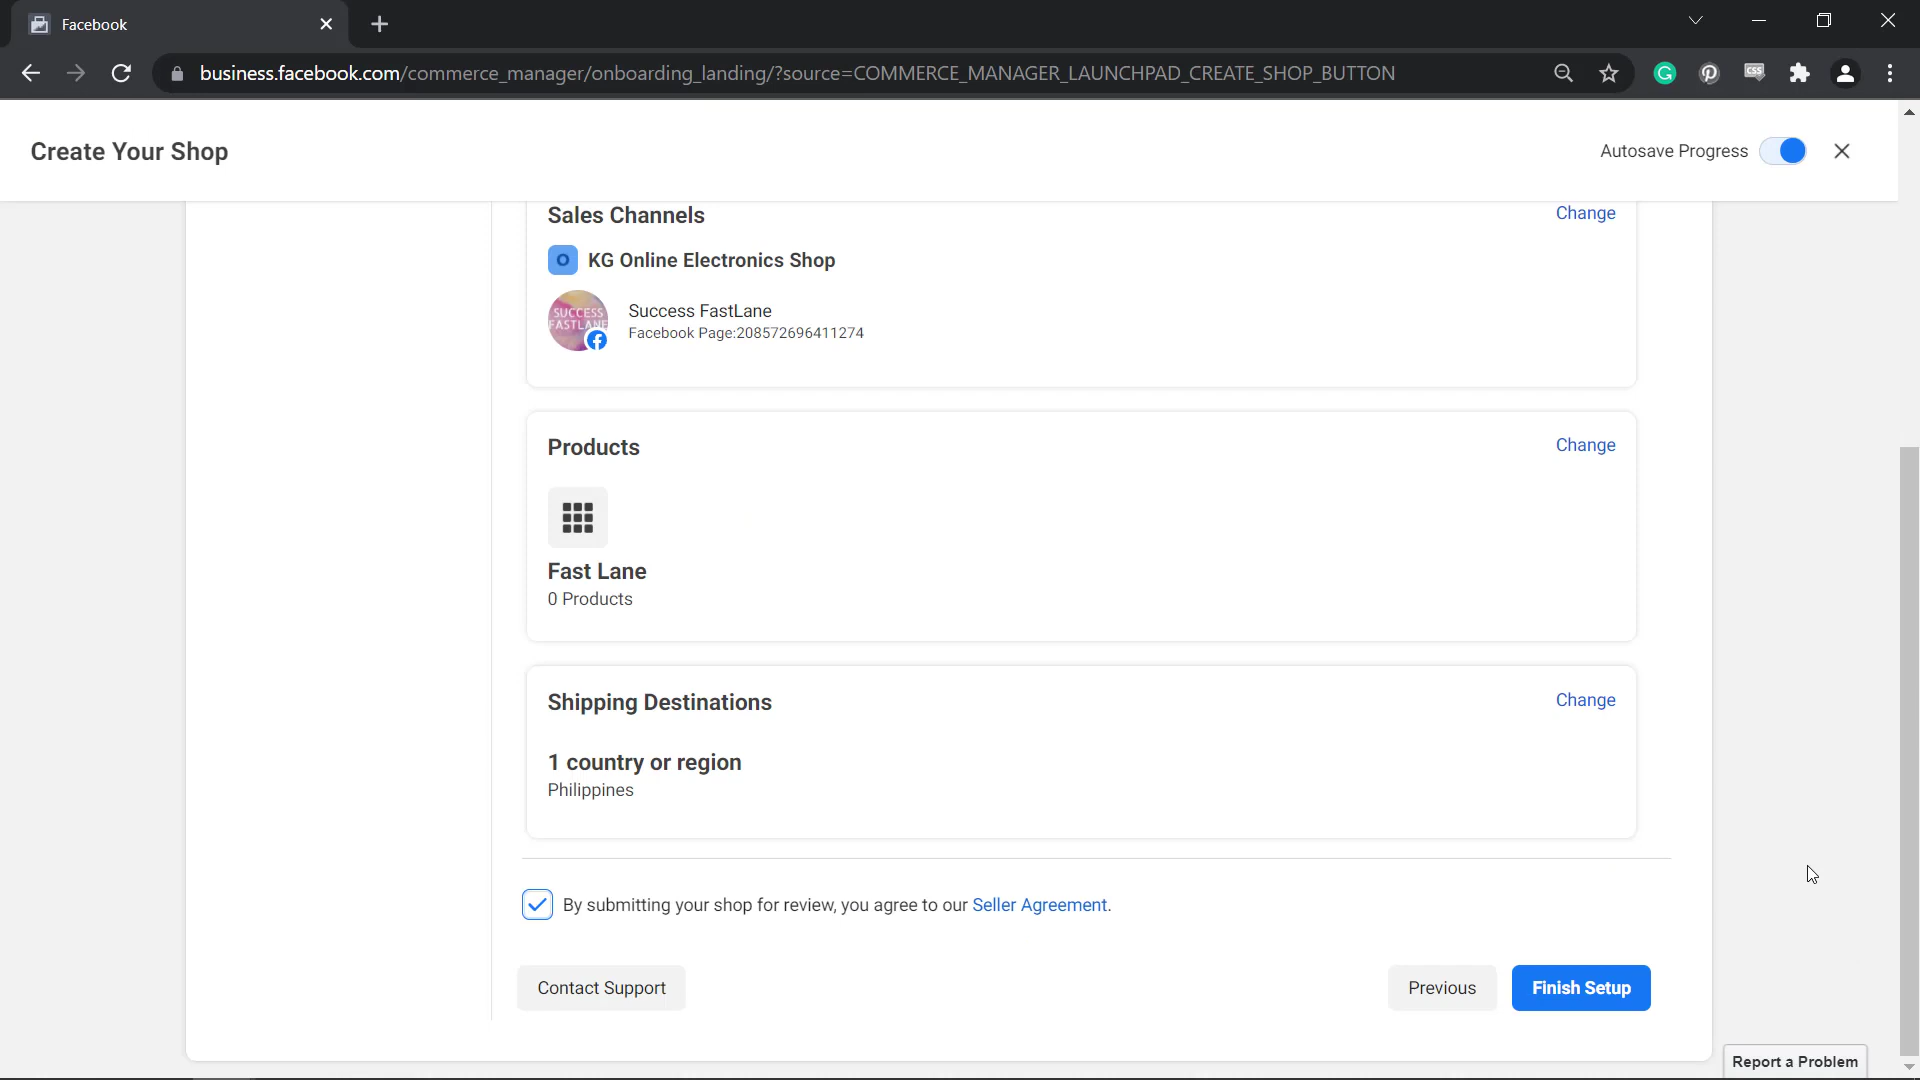 Facebook
business.facebook.com/commerce_manager/onboarding_landing/?source=COMMERCE_MANAGER_LAUNCHPAD_CREATE_SHOP_BUTTON
CSS
Create Your Shop
Autosave Progress
Sales Channels
Change
O
KG Online Electronics Shop
SUCCESS
FASTLANE
Success FastLane
Facebook Page:208572696411274
Products
Change
Fast Lane
0 Products
Shipping Destinations
Change
1 country or region
Philippines
By submitting your shop for review, you agree to our Seller Agreement.
Contact Support
Previous
Finish Setup
Report a Problem